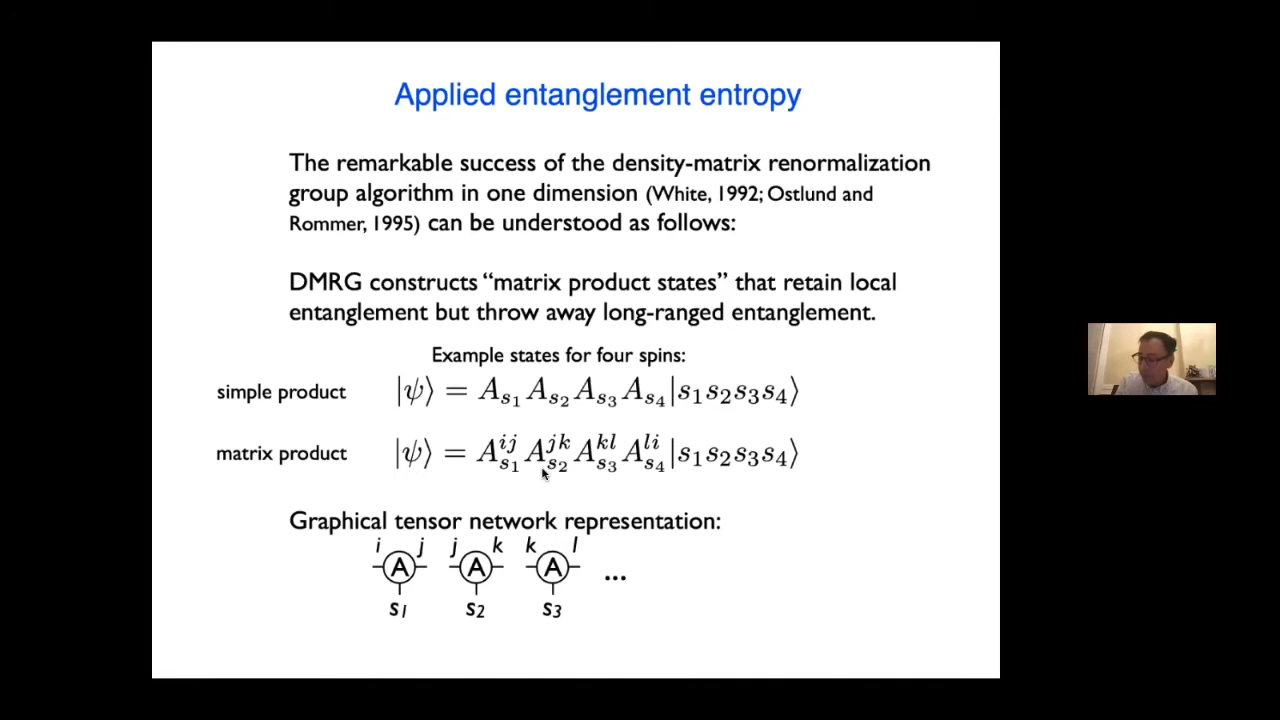 Applied entanglement entropy
The remarkable success of the density-matrix renormalization
group algorithm in one dimension (White, 1992; Ostlund and
Rommer, 1995) can be understood as follows:
DMRG constructs “matrix product states” that retain local
entanglement but throw away long-ranged entanglement.
Example states for four spins:
simple product |ψ⟩ = A_{s_1} A_{s_2} A_{s_3} A_{s_4} |s_1 s_2 s_3 s_4⟩
matrix product |ψ⟩ = A^{ij}_{s_1} A^{jk}_{s_2} A^{kl}_{s_3} A^{li}_{s_4} |s_1 s_2 s_3 s_4⟩
Graphical tensor network representation:
i j j k k l
A A A ...
s_1 s_2 s_3